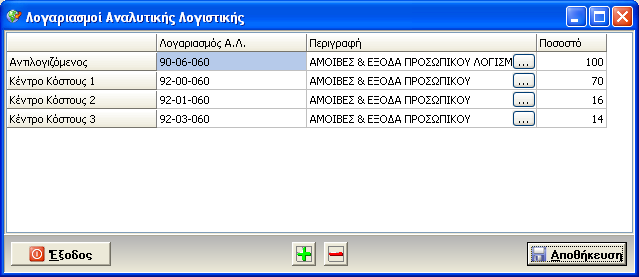 Λογαριασμοί Αναλυτικής Λογιστικής
Λογαριασμός Α.Λ. Περιγραφή Ποσοστό
Αντιλογιζόμενος 90-06-060 ΑΜΟΙΒΕΣ & ΕΞΟΔΑ ΠΡΟΣΩΠΙΚΟΥ ΛΟΓΙΣΜ ... 100
Κέντρο Κόστους 1 92-00-060 ΑΜΟΙΒΕΣ & ΕΞΟΔΑ ΠΡΟΣΩΠΙΚΟΥ ... 70
Κέντρο Κόστους 2 92-01-060 ΑΜΟΙΒΕΣ & ΕΞΟΔΑ ΠΡΟΣΩΠΙΚΟΥ ... 16
Κέντρο Κόστους 3 92-03-060 ΑΜΟΙΒΕΣ & ΕΞΟΔΑ ΠΡΟΣΩΠΙΚΟΥ ... 14
Έξοδος Αποθήκευση